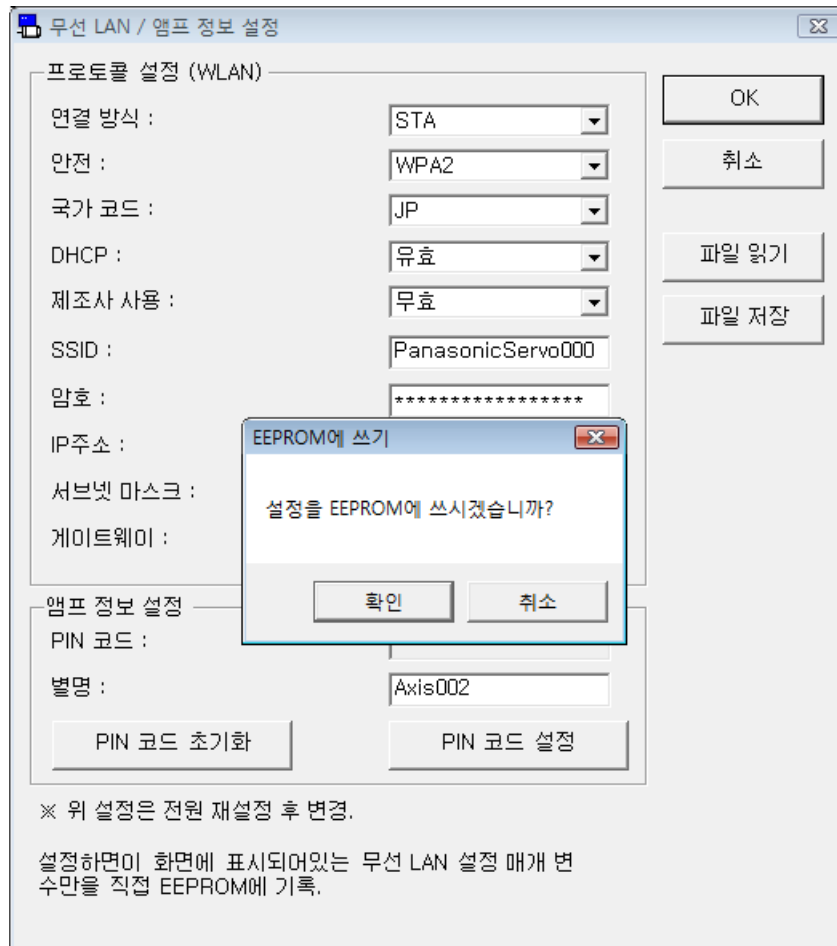 무선 LAN / 앰프 정보 설정
프로토콜 설정 (WLAN)
OK
연결 방식 :
STA
안전 :
WPA2
취소
국가 코드 :
JP
DHCP :
유효
파일 읽기
제조사 사용 :
무효
파일 저장
SSID :
PanasonicServo000
암호 :
*****************
IP주소 :
EEPROM에 쓰기
서브넷 마스크 :
설정을 EEPROM에 쓰시겠습니까?
게이트웨이 :
확인
취소
앰프 정보 설정
PIN 코드 :
별명 :
Axis002
PIN 코드 초기화
PIN 코드 설정
※ 위 설정은 전원 재설정 후 변경.
설정하면이 화면에 표시되어있는 무선 LAN 설정 매개 변
수만을 직접 EEPROM에 기록.